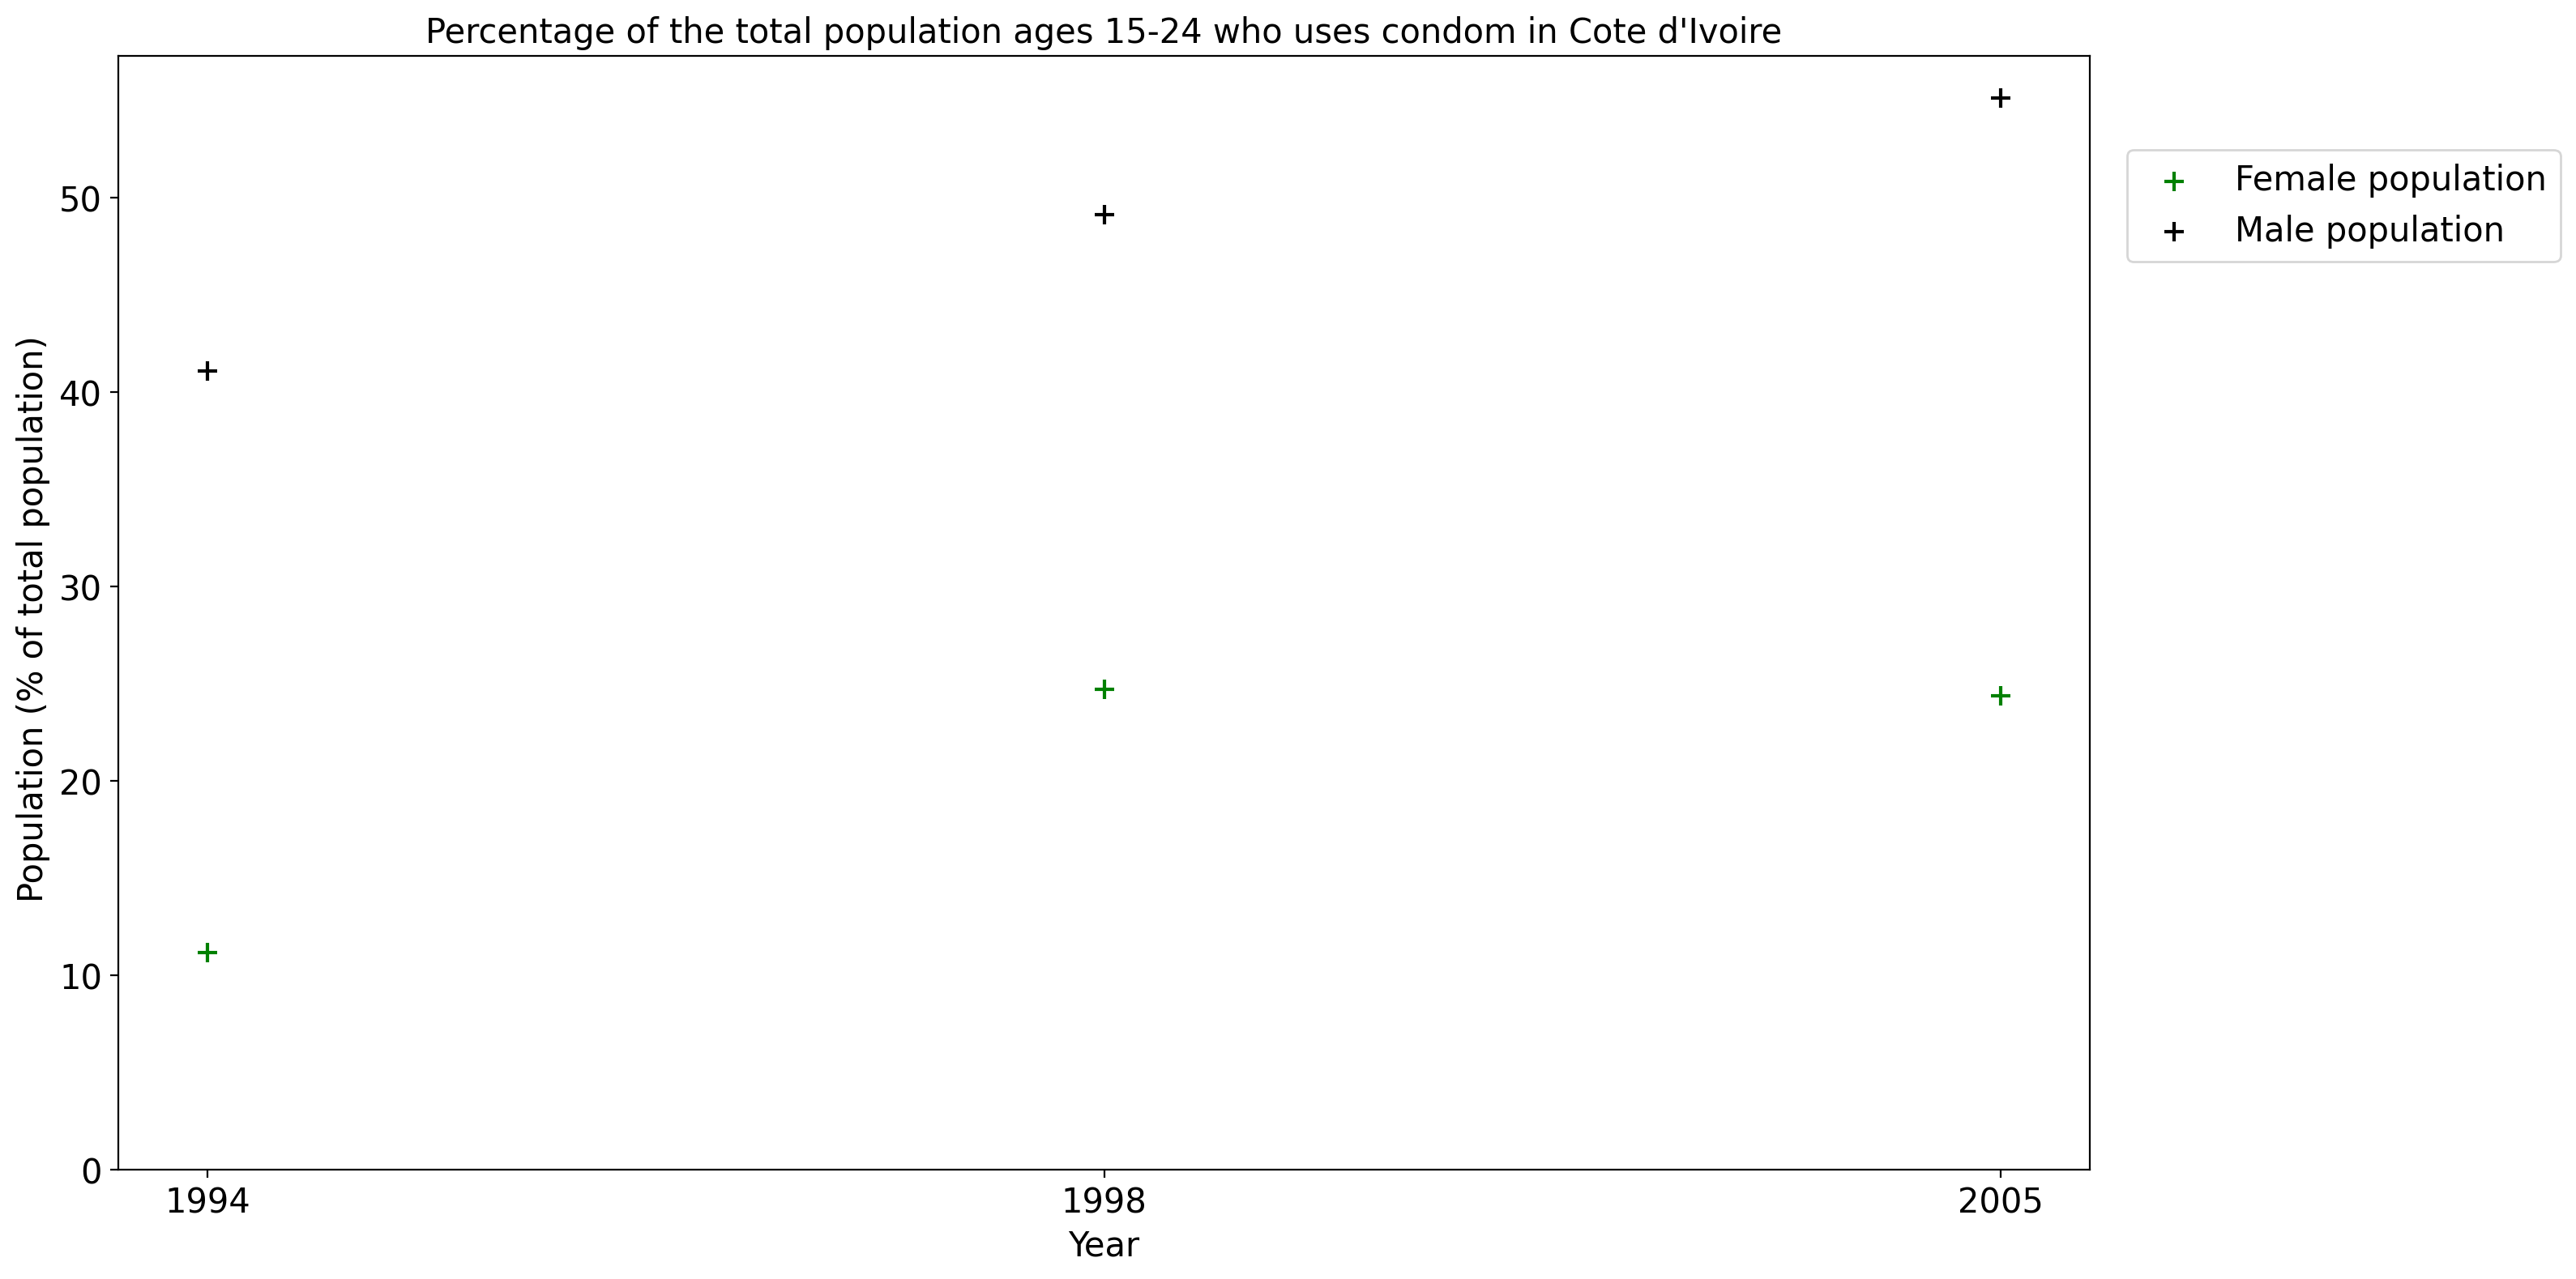 Percentage of the total population ages 15-24 who uses condom in Cote d'Ivoire
Population (% of total population)
50
40
30
20
10
0
1994
1998
2005
Year
Female population
Male population